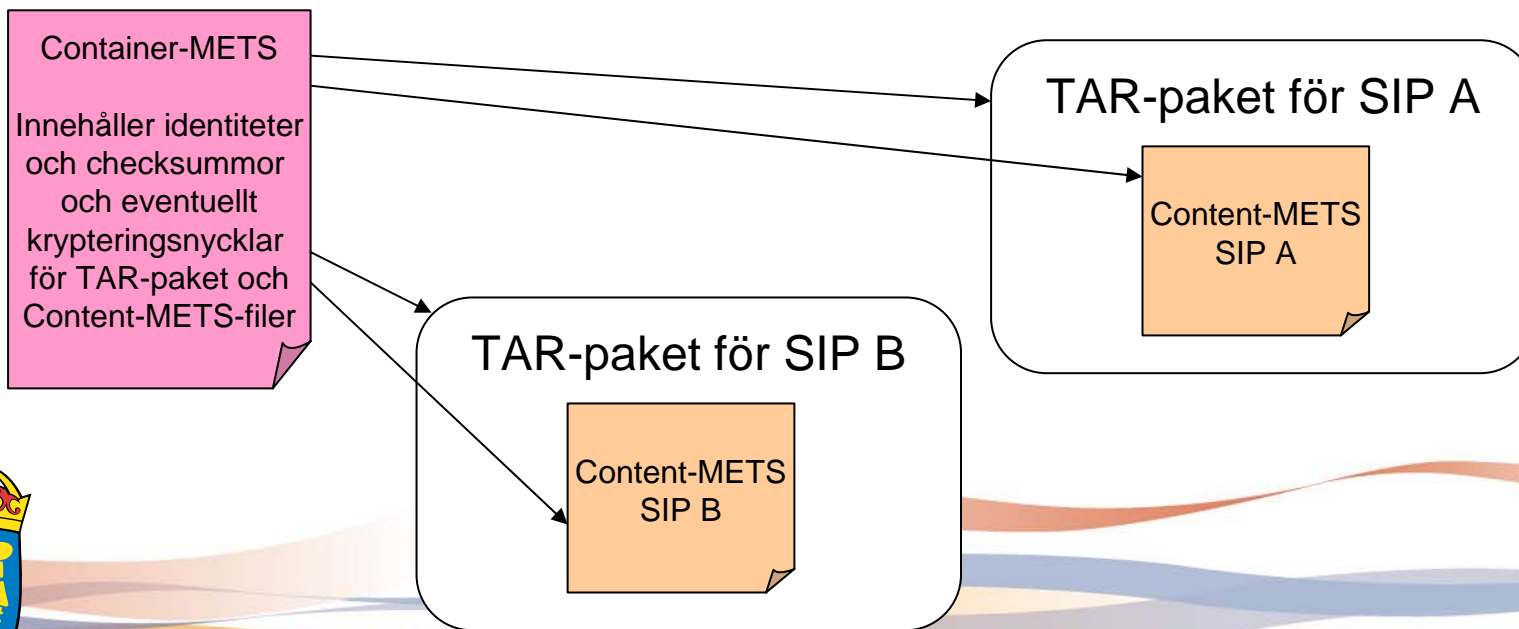 Container-METS
Innehåller identiteter
och checksummor
och eventuellt
krypteringsnycklar
för TAR-paket och
Content-METS-filer
TAR-paket för SIP A
Content-METS
SIP A
TAR-paket för SIP B
Content-METS
SIP B